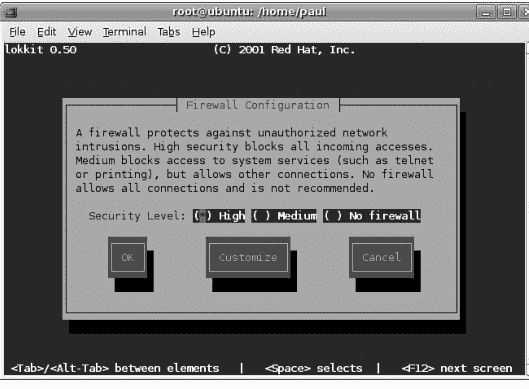 root@ubuntu: /home/paul
File Edit View Terminal Tabs Help
lokkit 0.50 (C) 2001 Red Hat, Inc.
Firewall Configuration
A firewall protects against unauthorized network
intrusions. High security blocks all incoming accesses.
Medium blocks access to system services (such as telnet
or printing), but allows other connections. No firewall
allows all connections and is not recommended.
Security Level: (*) High ( ) Medium ( ) No firewall
OK Customize Cancel
<Tab>/<Alt-Tab> between elements | <Space> selects | <F12> next screen